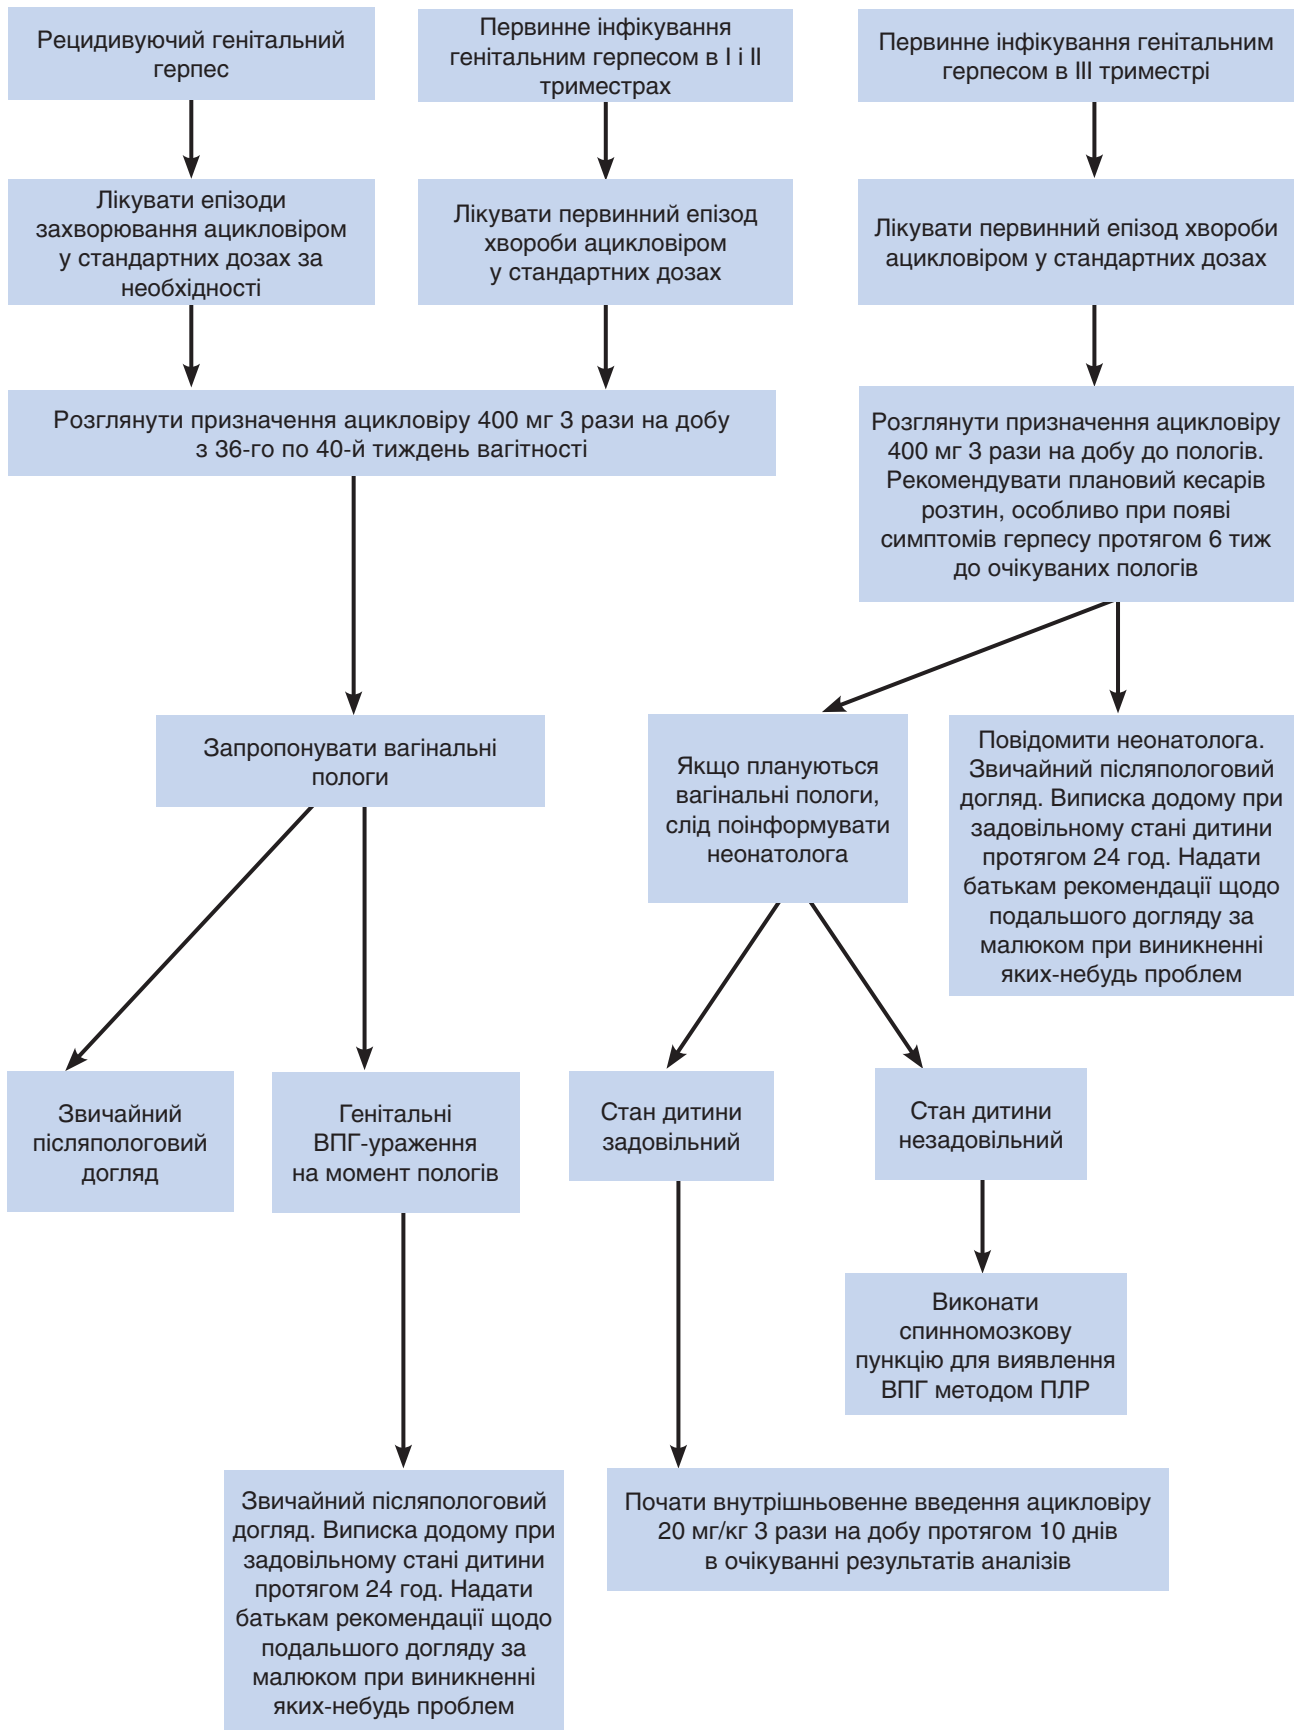 Рецидивуючий генітальний
герпес
Первинне інфікування
генітальним герпесом в I і II
триместрах
Первинне інфікування генітальним
герпесом в III триместрі
Лікувати епізоди
захворювання ацикловіром
у стандартних дозах за
необхідності
Лікувати первинний епізод
хвороби ацикловіром
у стандартних дозах
Лікувати первинний епізод хвороби
ацикловіром у стандартних дозах
Розглянути призначення ацикловіру 400 мг 3 рази на добу
з 36-го по 40-й тиждень вагітності
Розглянути призначення ацикловіру
400 мг 3 рази на добу до пологів.
Рекомендувати плановий кесарів
розтин, особливо при появі
симптомів герпесу протягом 6 тиж
до очікуваних пологів
Запропонувати вагінальні
пологи
Якщо плануються
вагінальні пологи,
слід поінформувати
неонатолога
Повідомити неонатолога.
Звичайний післяпологовий
догляд. Виписка додому при
задовільному стані дитини
протягом 24 год. Надати
батькам рекомендації щодо
подальшого догляду за
малюком при виникненні
яких-небудь проблем
Звичайний
післяпологовий
догляд
Генітальні
ВПГ-ураження
на момент пологів
Стан дитини
задовільний
Стан дитини
незадовільний
Виконати
спинномозкову
пункцію для виявлення
ВПГ методом ПЛР
Звичайний післяпологовий
догляд. Виписка додому при
задовільному стані дитини
протягом 24 год. Надати
батькам рекомендації щодо
подальшого догляду за
малюком при виникненні
яких-небудь проблем
Почати внутрішньовенне введення ацикловіру
20 мг/кг 3 рази на добу протягом 10 днів
в очікуванні результатів аналізів